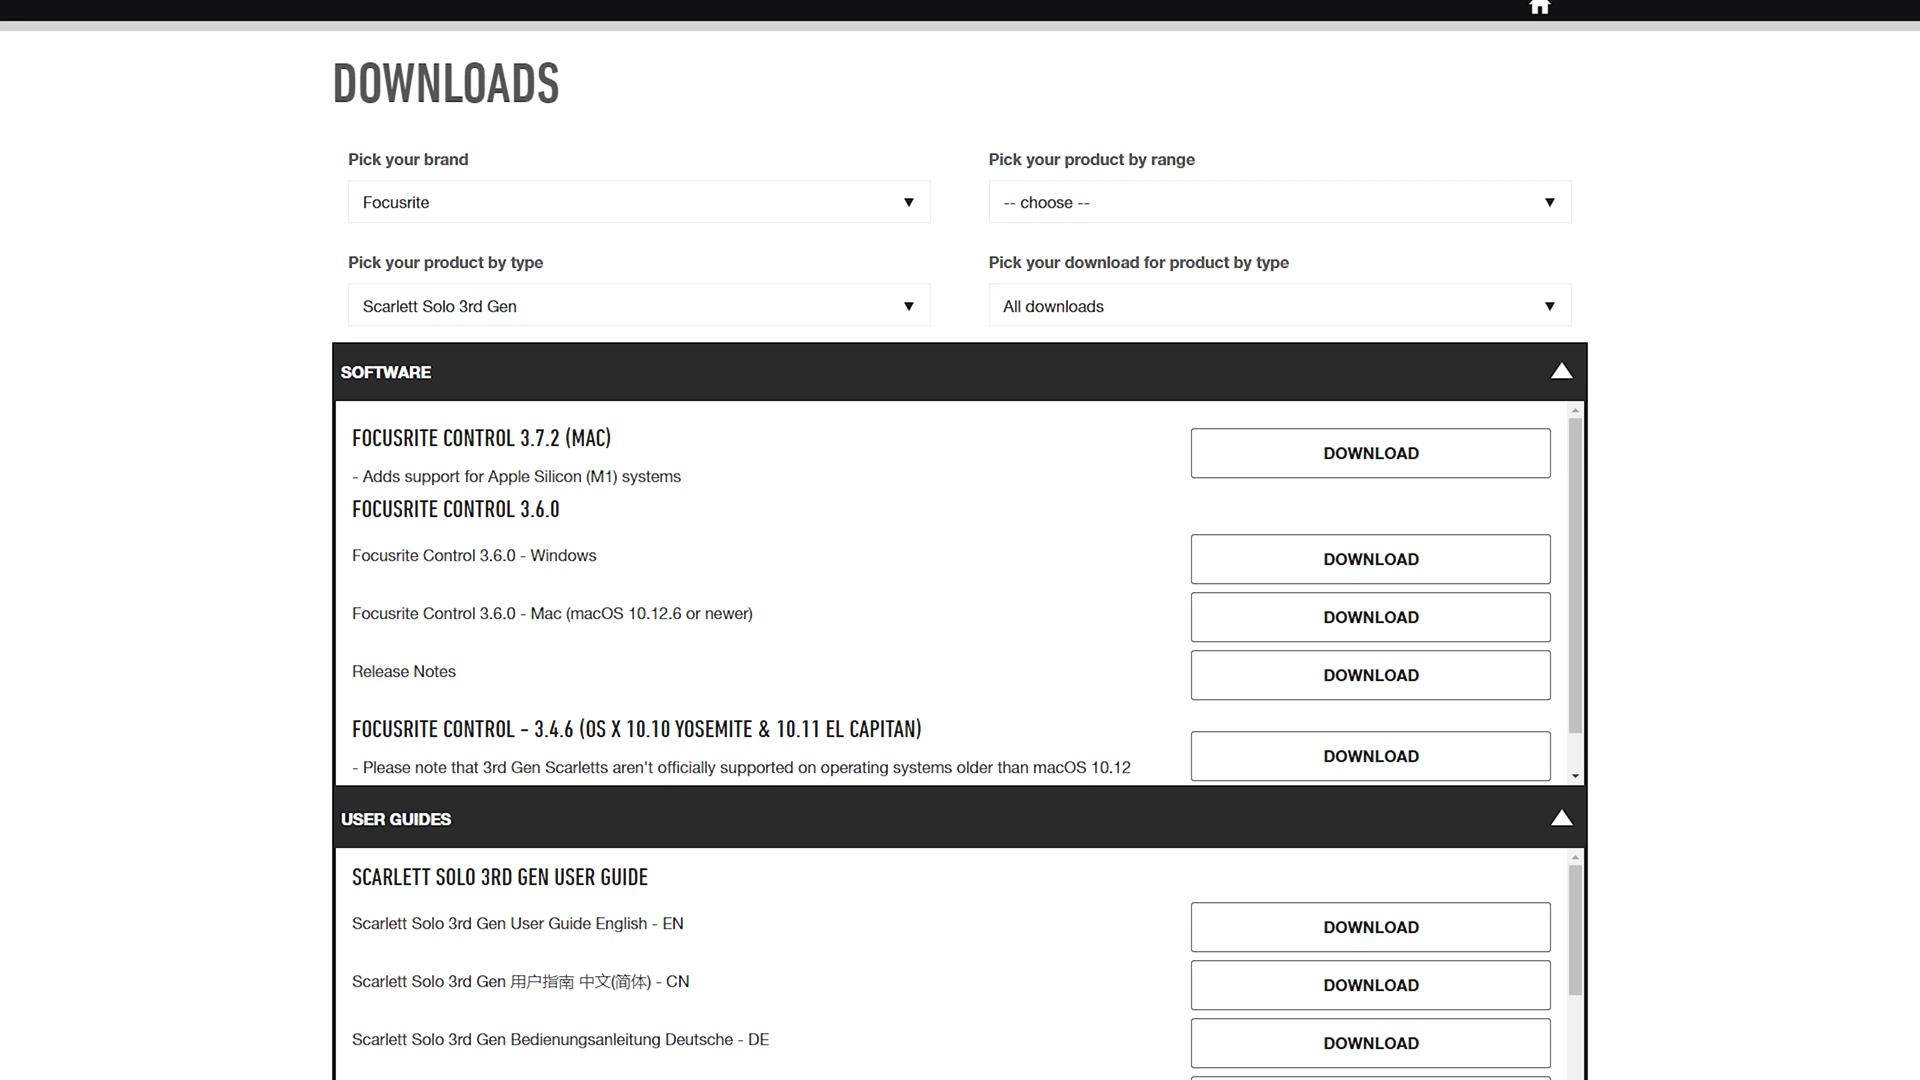 DOWNLOADS
Pick your brand
Pick your product by range
Focusrite
-- choose --
Pick your product by type
Pick your download for product by type
Scarlett Solo 3rd Gen
All downloads
SOFTWARE
FOCUSRITE CONTROL 3.7.2 (MAC)
DOWNLOAD
- Adds support for Apple Silicon (M1) systems
FOCUSRITE CONTROL 3.6.0
Focusrite Control 3.6.0 - Windows
DOWNLOAD
Focusrite Control 3.6.0 - Mac (macOS 10.12.6 or newer)
DOWNLOAD
Release Notes
DOWNLOAD
FOCUSRITE CONTROL - 3.4.6 (OS X 10.10 YOSEMITE & 10.11 EL CAPITAN)
DOWNLOAD
- Please note that 3rd Gen Scarletts aren't officially supported on operating systems older than macOS 10.12
USER GUIDES
SCARLETT SOLO 3RD GEN USER GUIDE
Scarlett Solo 3rd Gen User Guide English - EN
DOWNLOAD
Scarlett Solo 3rd Gen 用户指南 中文(简体) - CN
DOWNLOAD
Scarlett Solo 3rd Gen Bedienungsanleitung Deutsche - DE
DOWNLOAD